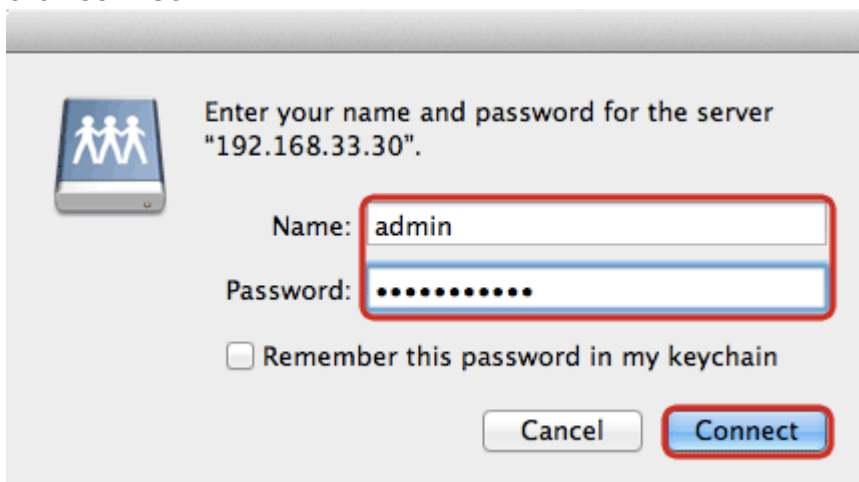 Enter your name and password for the server
“192.168.33.30”.
Name: admin
Password: •••••••••••
Remember this password in my keychain
Cancel Connect